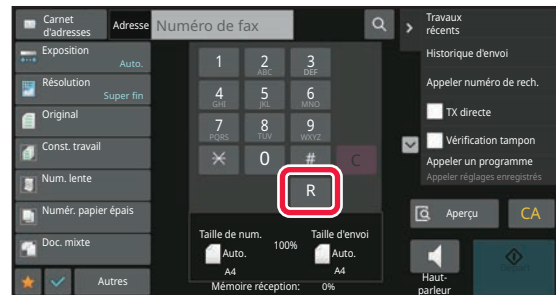 Carnet
d'adresses
Adresse
Numéro de fax
Exposition
Auto.
Résolution
Super fin
Original
Const. travail
Num. lente
Numér. papier épais
Doc. mixte
Autres
1
2
ABC
3
DEF
4
GHI
5
JKL
6
MNO
7
PQRS
8
TUV
9
WXYZ
0
#
C
R
Taille de num.
100%
Taille d'envoi
Auto.
Auto.
A4
A4
Mémoire réception: 0%
Travaux
récents
Historique d'envoi
Appeler numéro de rech.
TX directe
Vérification tampon
Appeler un programme
Appeler réglages enregistrés
Aperçu
CA
Haut-
parleur